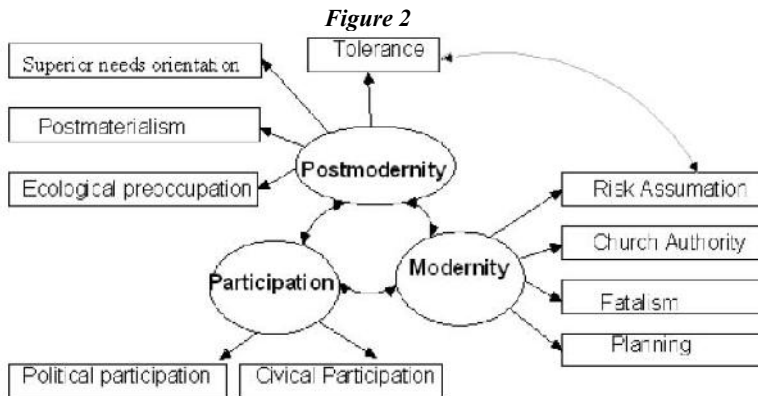 Figure 2
Tolerance
Superior needs orientation
Postmaterialism
Postmodernity
Ecological preoccupation
Risk Assumation
Church Authority
Modernity
Participation
Fatalism
Planning
Political participation
Civical Participation